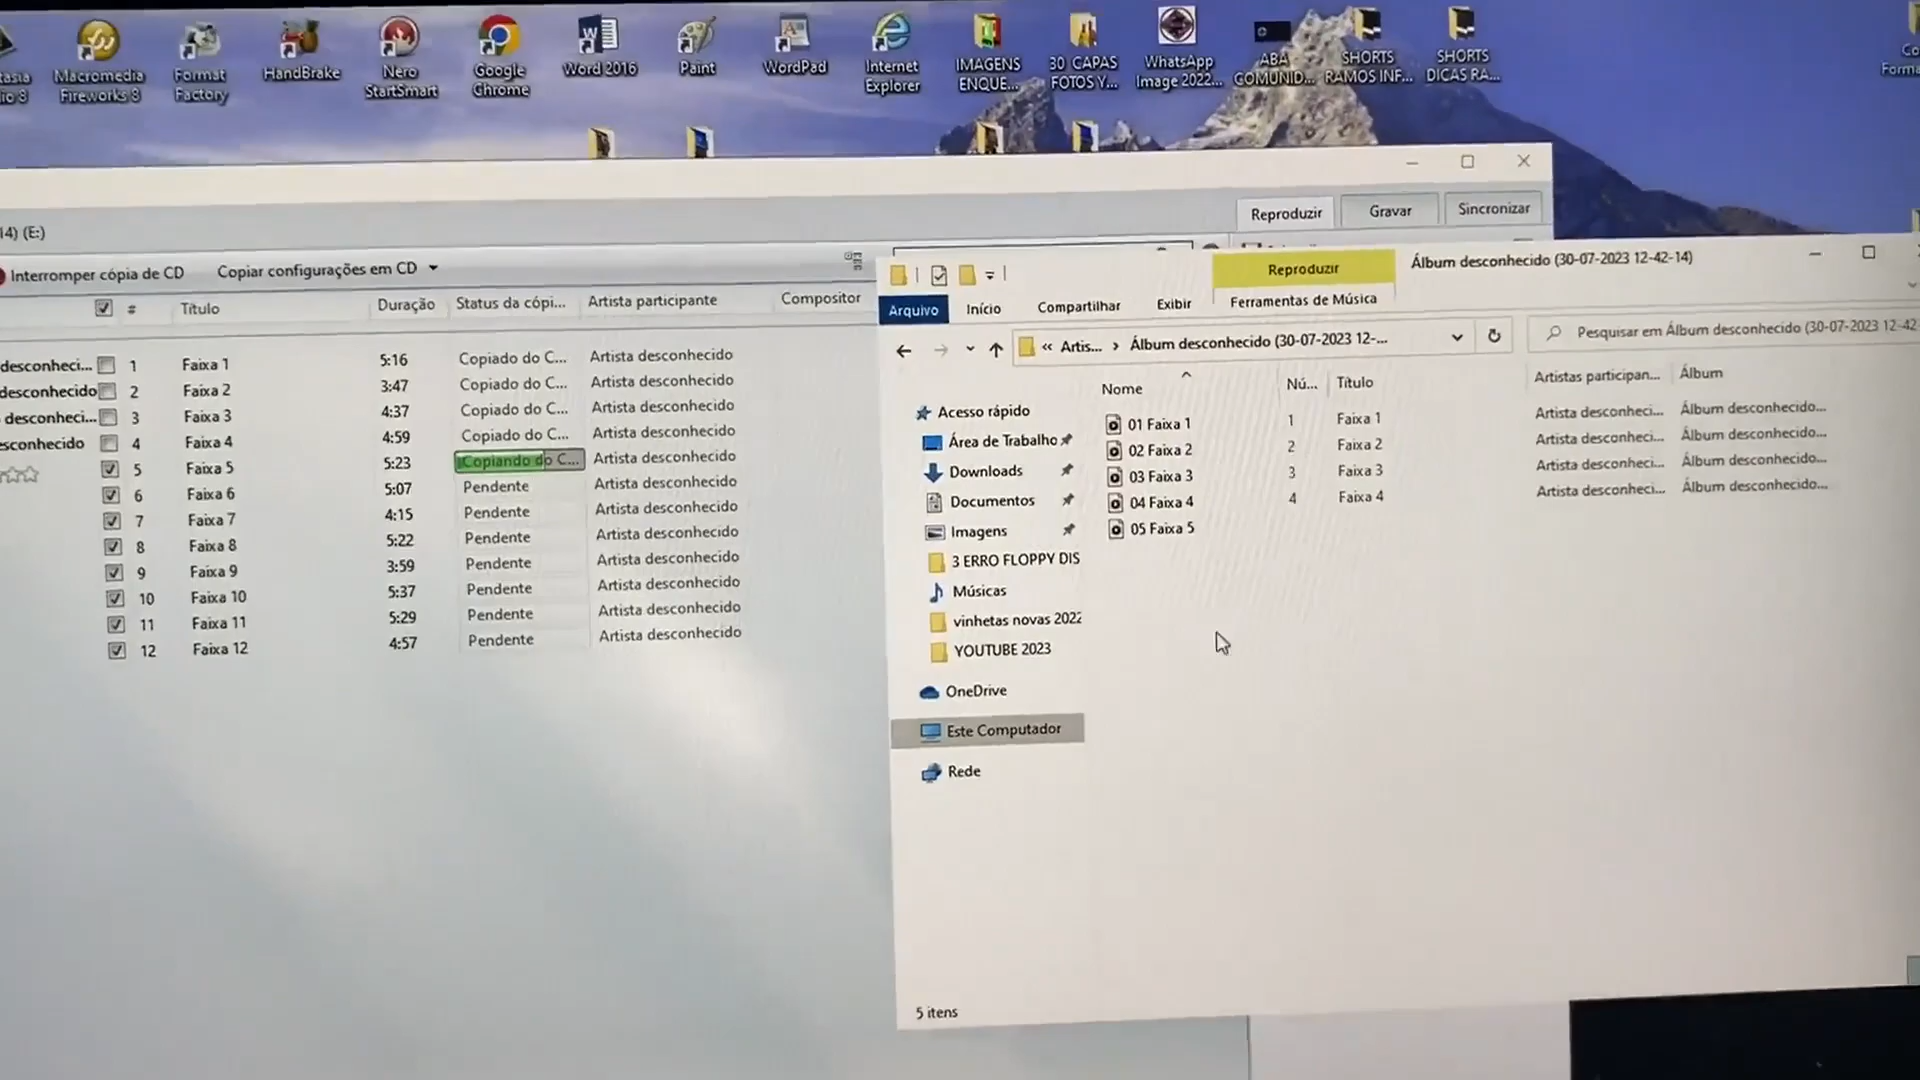 Macromedia
Fireworks 8
Format
Factory
HandBrake
Nero
StartSmart
Google
Chrome
Word 2016
Paint
WordPad
Internet
Explorer
IMAGENS
ENQUE...
30 CAPAS
FOTOS Y...
WhatsApp
Image 2022...
ABA
COMUNID...
SHORTS
RAMOS INF...
SHORTS
DICAS RA...
14) (E:)
Reproduzir
Gravar
Sincronizar
Interromper cópia de CD
Copiar configurações em CD
# Título Duração Status da cópi... Artista participante Compositor
desconheci... 1 Faixa 1 5:16 Copiado do C... Artista desconhecido
desconhecido 2 Faixa 2 3:47 Copiado do C... Artista desconhecido
desconheci... 3 Faixa 3 4:37 Copiado do C... Artista desconhecido
esconhecido 4 Faixa 4 4:59 Copiado do C... Artista desconhecido
5 Faixa 5 5:23 Copiando do C... Artista desconhecido
6 Faixa 6 5:07 Pendente Artista desconhecido
7 Faixa 7 4:15 Pendente Artista desconhecido
8 Faixa 8 5:22 Pendente Artista desconhecido
9 Faixa 9 3:59 Pendente Artista desconhecido
10 Faixa 10 5:37 Pendente Artista desconhecido
11 Faixa 11 5:29 Pendente Artista desconhecido
12 Faixa 12 4:57 Pendente Artista desconhecido
Reproduzir
Álbum desconhecido (30-07-2023 12-42-14)
Arquivo
Início
Compartilhar
Exibir
Ferramentas de Música
« Artis... › Álbum desconhecido (30-07-2023 12-...
Pesquisar em Álbum desconhecido (30-07-2023 12-42
Acesso rápido
Área de Trabalho
Downloads
Documentos
Imagens
3 ERRO FLOPPY DIS
Músicas
vinhetas novas 2022
YOUTUBE 2023
OneDrive
Este Computador
Rede
Nome Nú... Título Artistas participan... Álbum
01 Faixa 1 1 Faixa 1 Artista desconheci... Álbum desconhecido...
02 Faixa 2 2 Faixa 2 Artista desconheci... Álbum desconhecido...
03 Faixa 3 3 Faixa 3 Artista desconheci... Álbum desconhecido...
04 Faixa 4 4 Faixa 4 Artista desconheci... Álbum desconhecido...
05 Faixa 5
5 itens